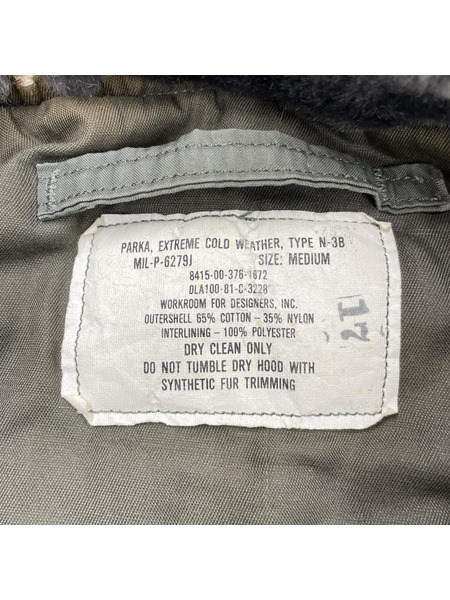 PARKA, EXTREME COLD WEATHER, TYPE N-3B
MIL-P-6279J SIZE: MEDIUM
8415-00-376-1672
DLA100-81-C-3228
WORKROOM FOR DESIGNERS, INC.
OUTERSHELL 65% COTTON - 35% NYLON
INTERLINING - 100% POLYESTER
DRY CLEAN ONLY
DO NOT TUMBLE DRY HOOD WITH
SYNTHETIC FUR TRIMMING